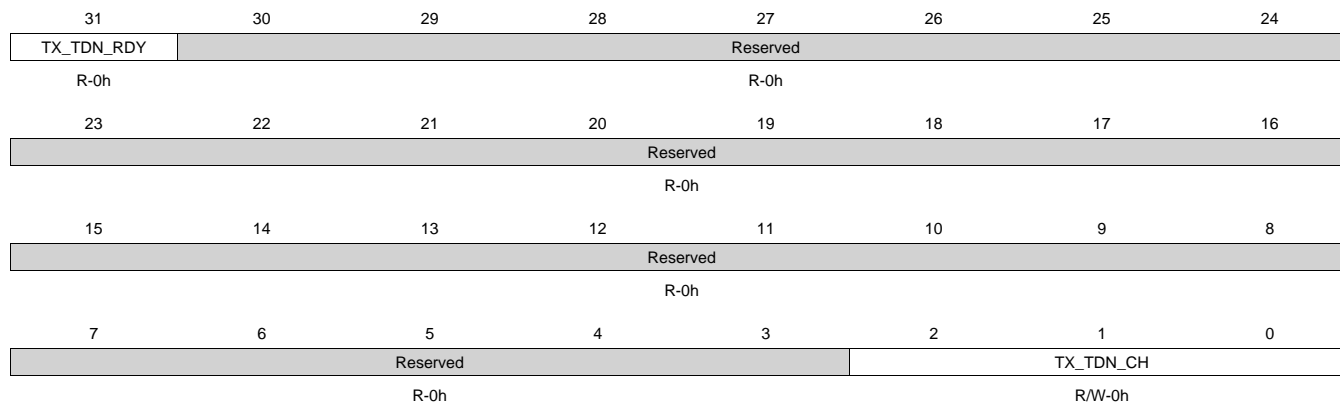 31 30 29 28 27 26 25 24
TX_TDN_RDY Reserved
R-0h R-0h
23 22 21 20 19 18 17 16
Reserved
R-0h
15 14 13 12 11 10 9 8
Reserved
R-0h
7 6 5 4 3 2 1 0
Reserved TX_TDN_CH
R-0h R/W-0h